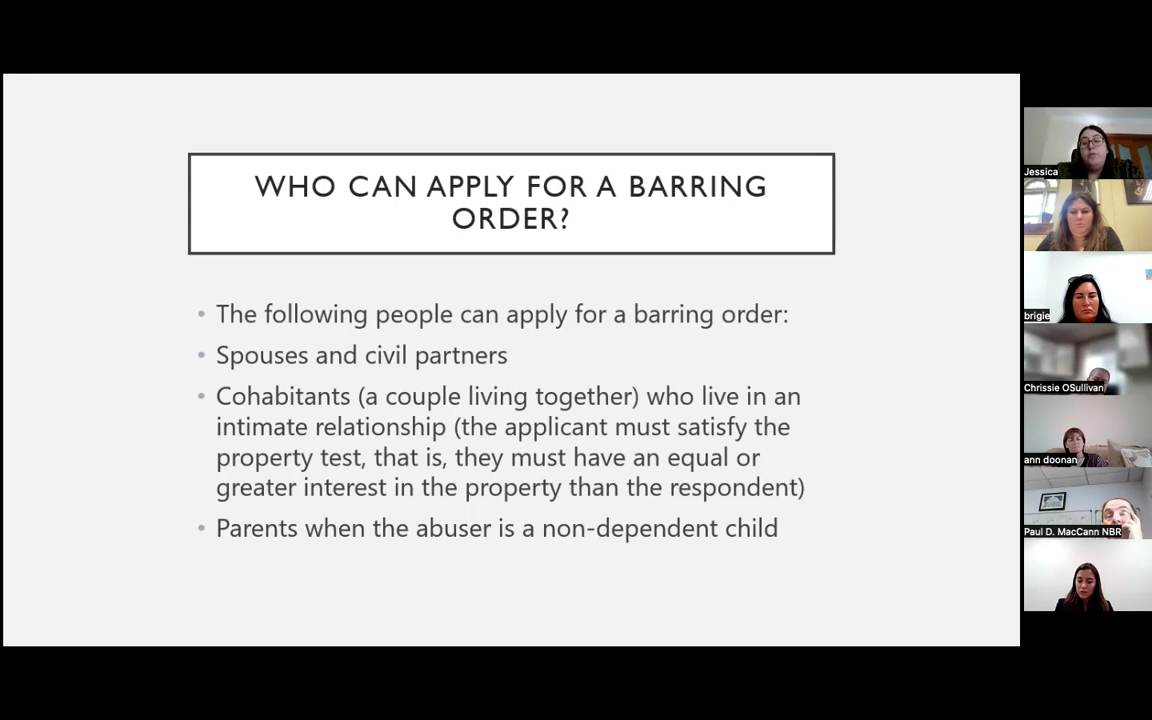 WHO CAN APPLY FOR A BARRING
ORDER?
• The following people can apply for a barring order:
• Spouses and civil partners
• Cohabitants (a couple living together) who live in an
intimate relationship (the applicant must satisfy the
property test, that is, they must have an equal or
greater interest in the property than the respondent)
• Parents when the abuser is a non-dependent child
Jessica
brigie
Chrissie OSullivan
ann doonan
Paul D. MacCann NBR